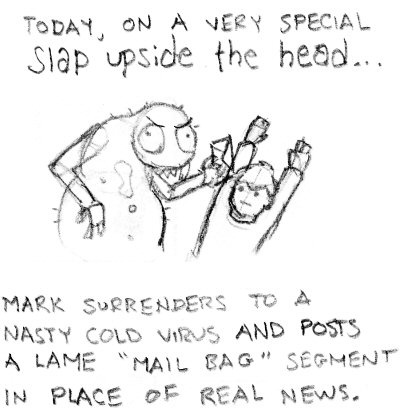 TODAY, ON A VERY SPECIAL
Slap upside the head...
MARK SURRENDERS TO A
NASTY COLD VIRUS AND POSTS
A LAME "MAIL BAG" SEGMENT
IN PLACE OF REAL NEWS.